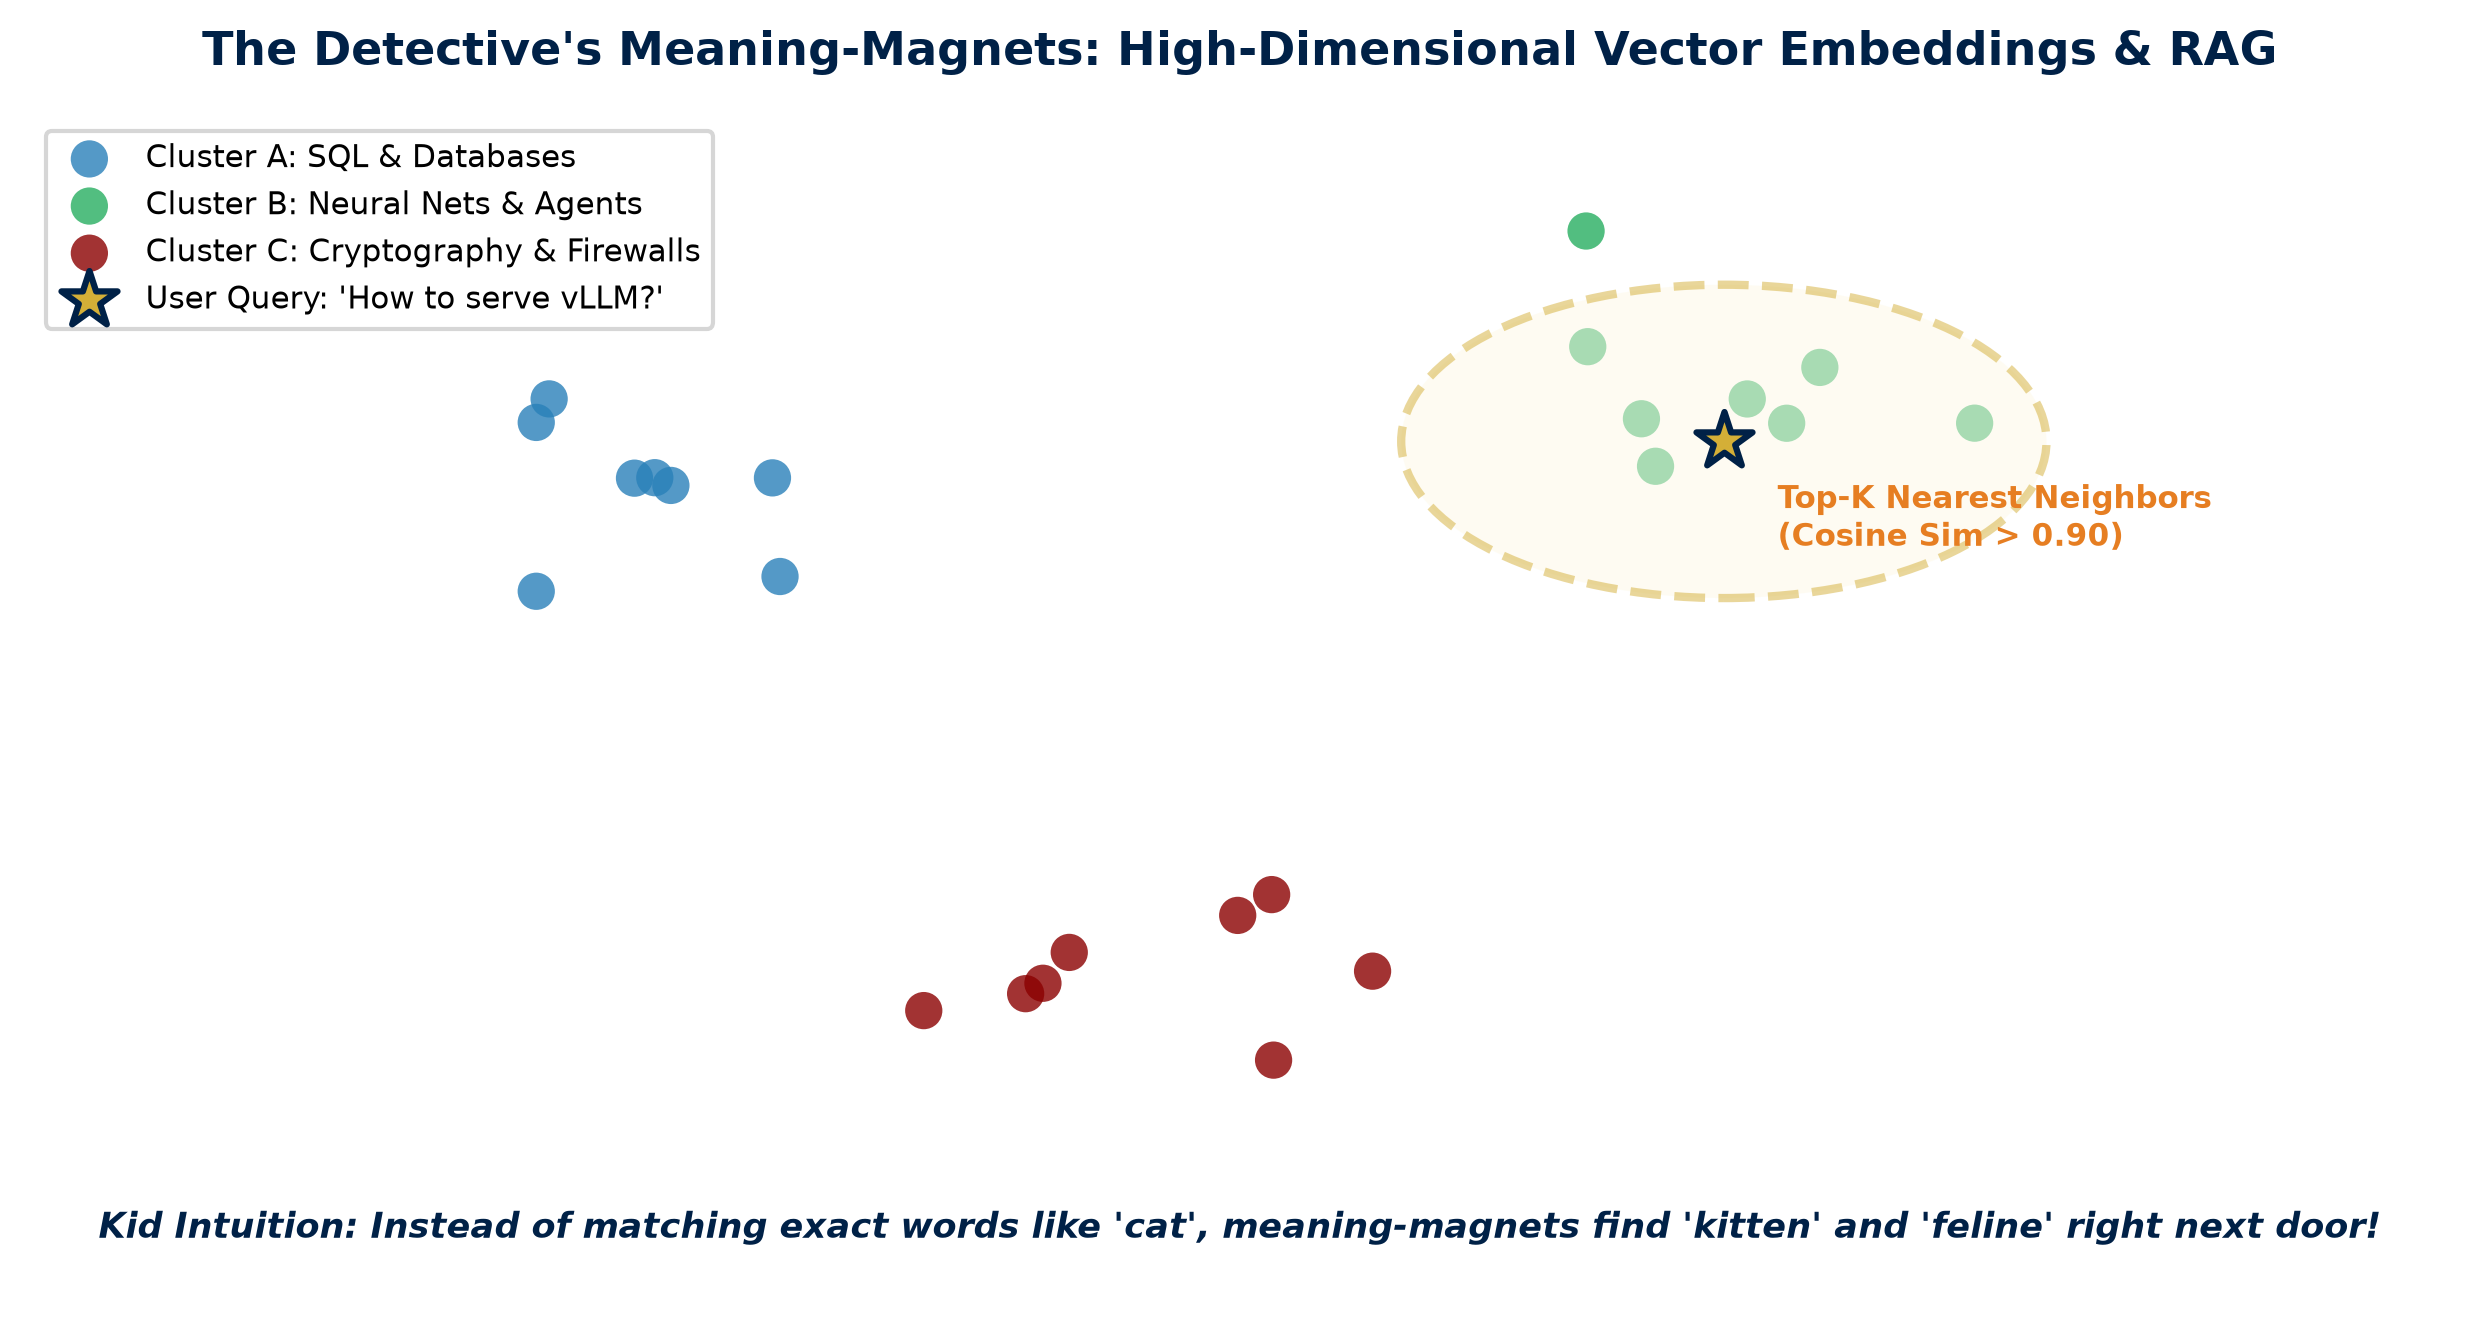 The Detective's Meaning-Magnets: High-Dimensional Vector Embeddings & RAG
Cluster A: SQL & Databases
Cluster B: Neural Nets & Agents
Cluster C: Cryptography & Firewalls
User Query: 'How to serve vLLM?'
Top-K Nearest Neighbors
(Cosine Sim > 0.90)
Kid Intuition: Instead of matching exact words like 'cat', meaning-magnets find 'kitten' and 'feline' right next door!